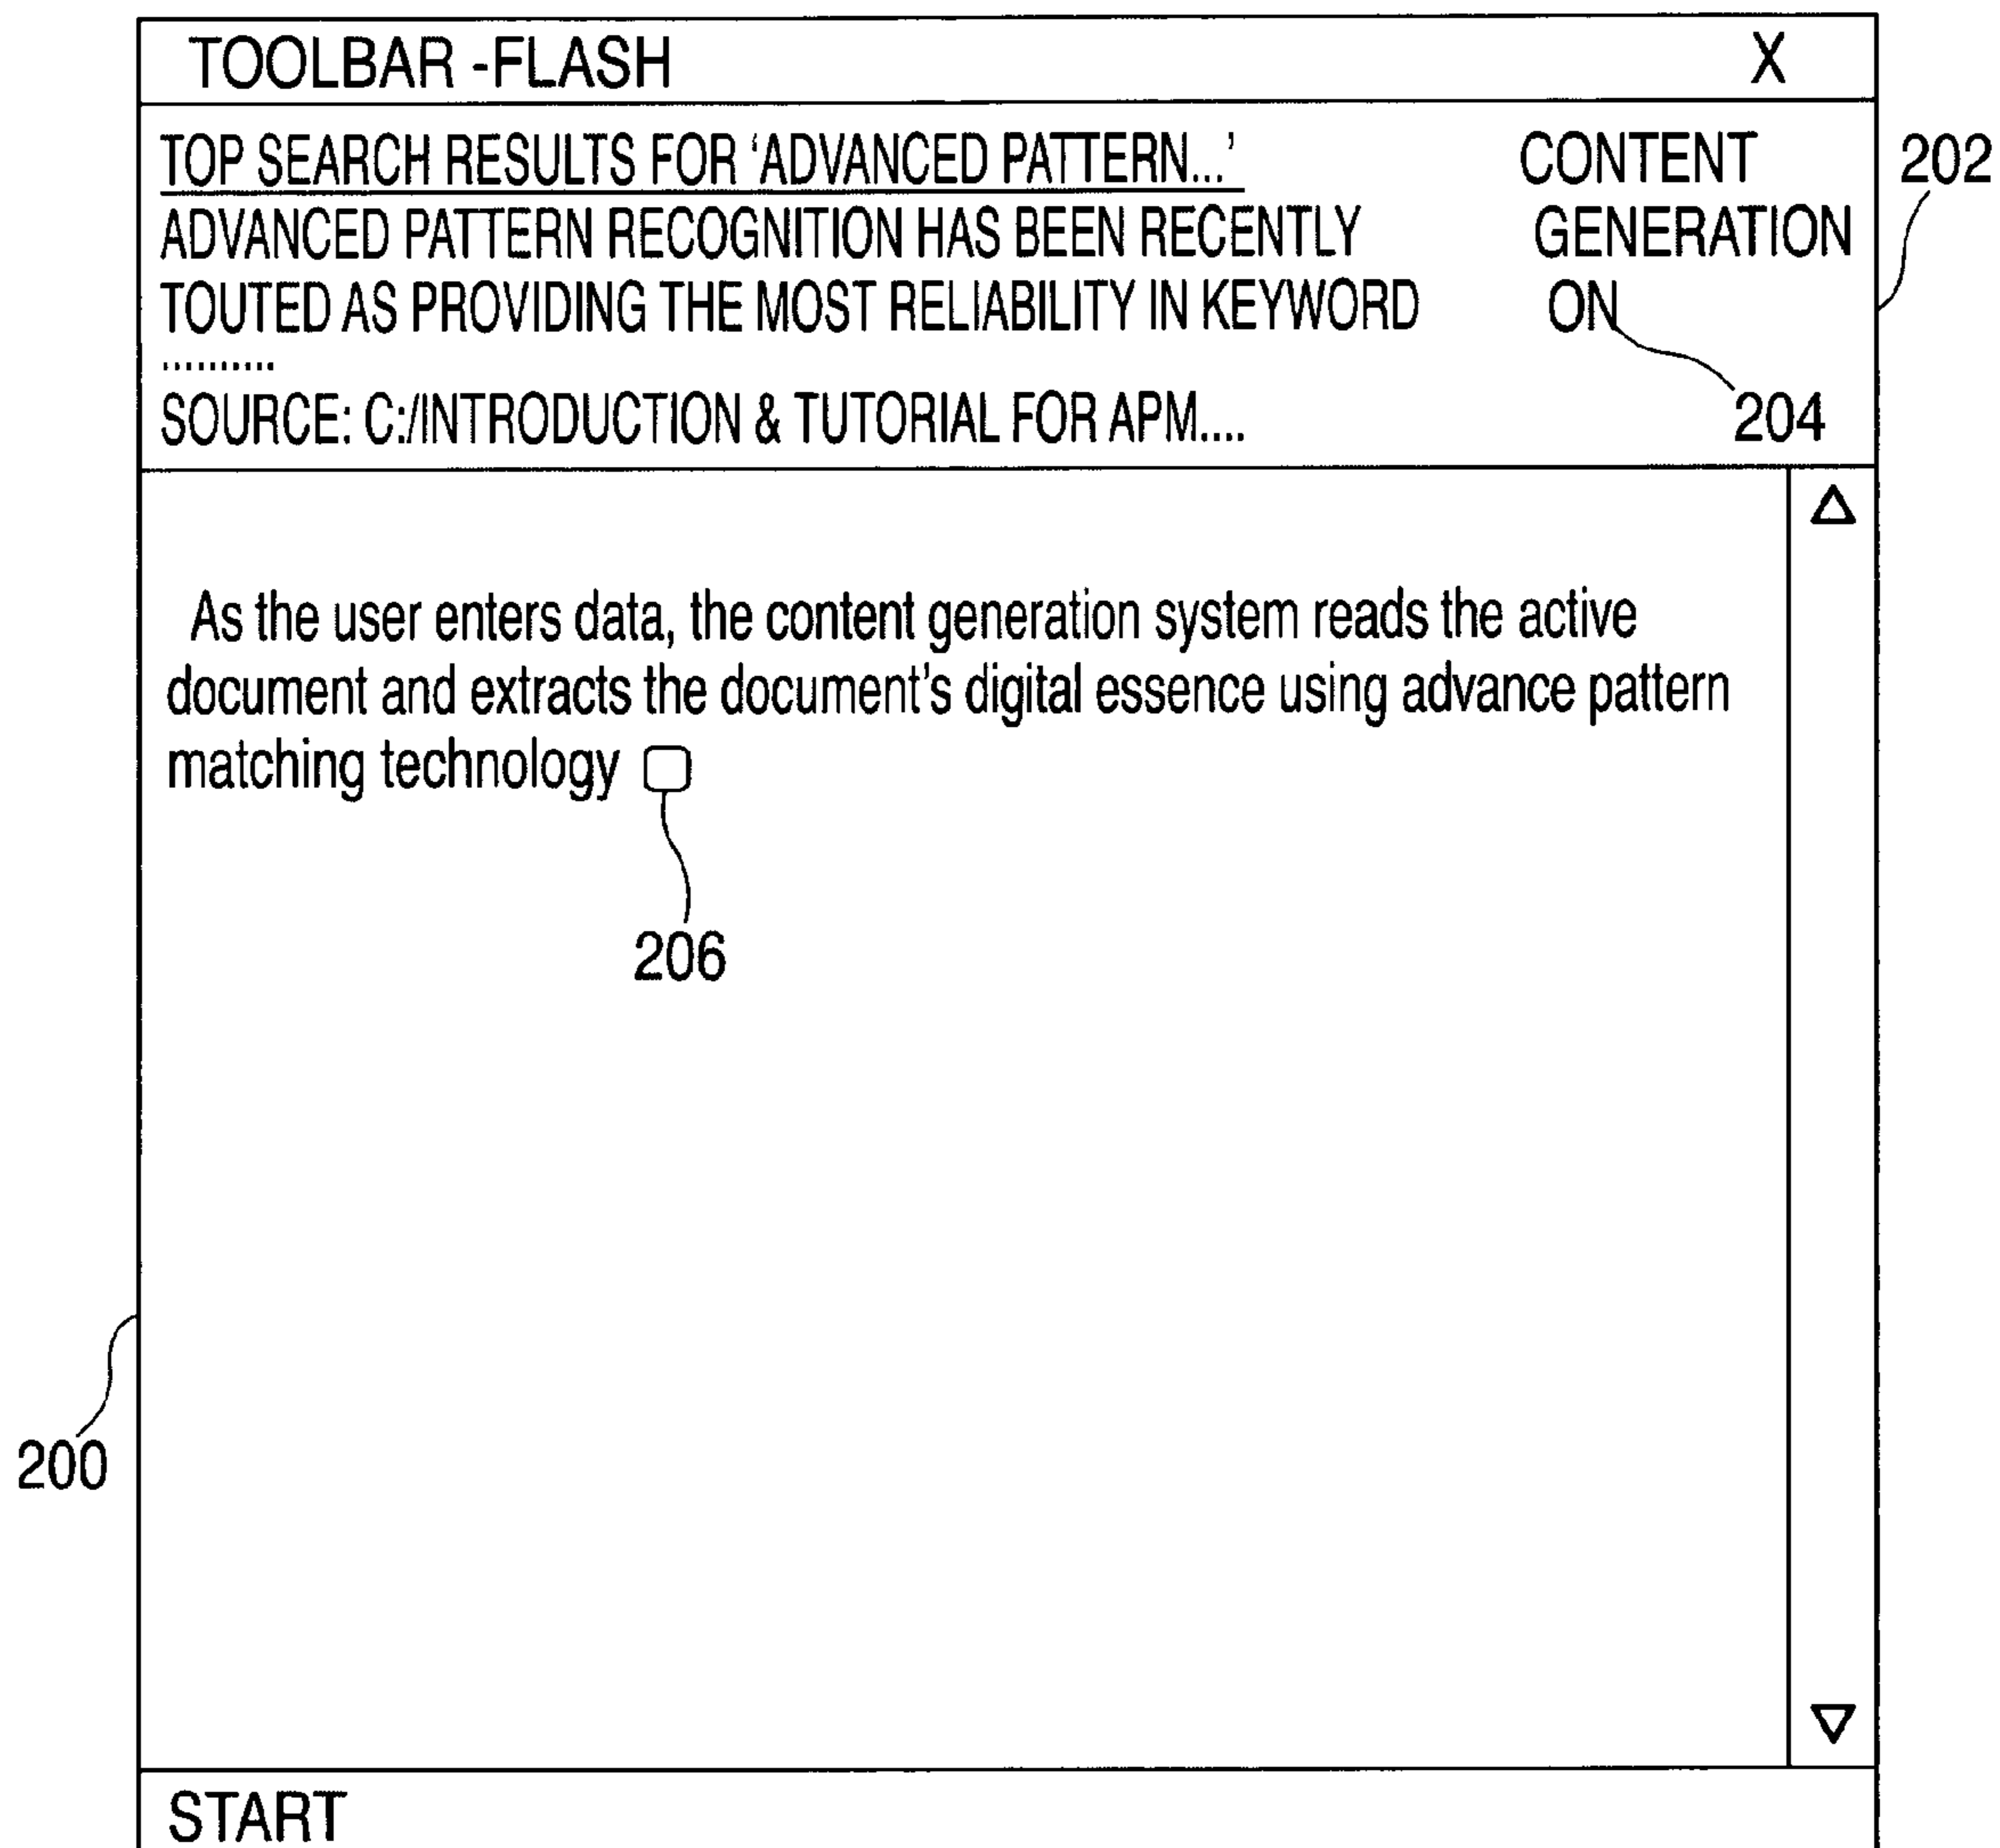 TOOLBAR -FLASH X
TOP SEARCH RESULTS FOR ‘ADVANCED PATTERN...’ CONTENT 202
ADVANCED PATTERN RECOGNITION HAS BEEN RECENTLY GENERATION
TOUTED AS PROVIDING THE MOST RELIABILITY IN KEYWORD ON
..........
SOURCE: C:/INTRODUCTION & TUTORIAL FOR APM.... 204
As the user enters data, the content generation system reads the active
document and extracts the document’s digital essence using advance pattern
matching technology
206
200
START